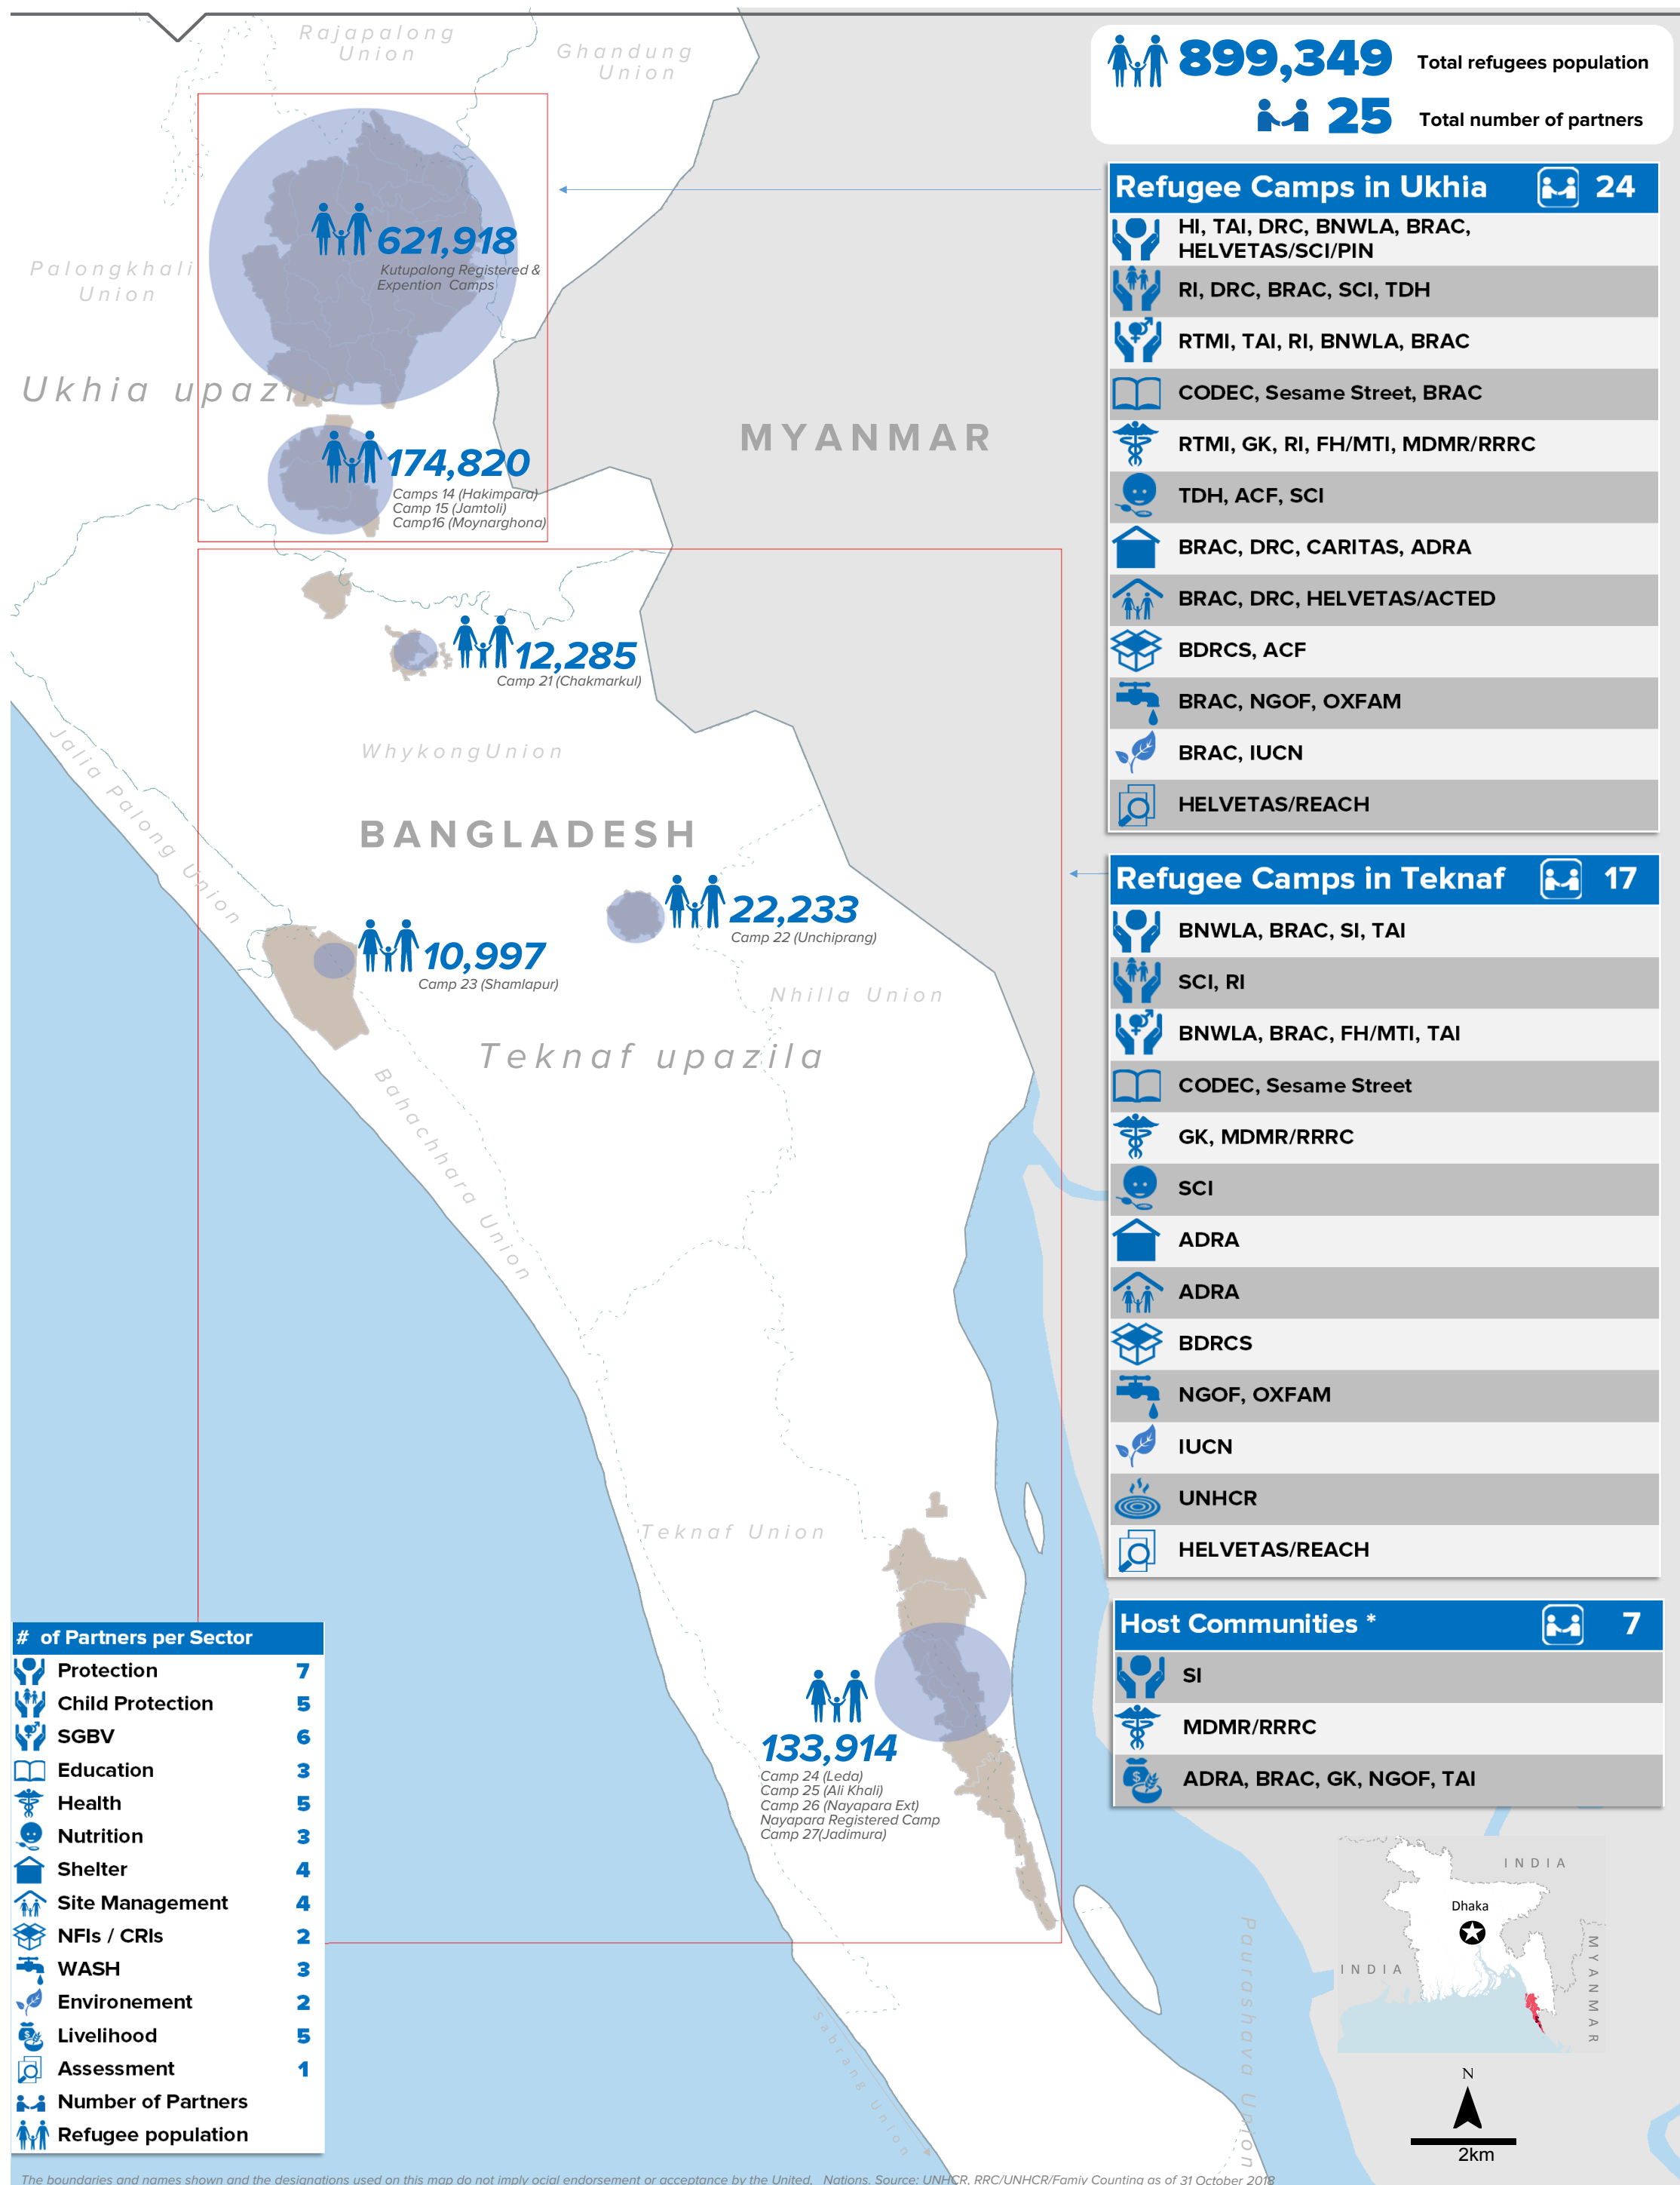 Rajapalong
Union
Ghandung
Union
899,349 Total refugees population
25 Total number of partners
621,918
Kutupalong Registered &
Expention Camps
Palongkhali
Union
Ukhia upazila
174,820
Camps 14 (Hakimpara)
Camp 15 (Jamtoli)
Camp16 (Moynarghona)
MYANMAR
12,285
Camp 21 (Chakmarkul)
WhykongUnion
Jalia Palong Union
BANGLADESH
22,233
Camp 22 (Unchiprang)
10,997
Camp 23 (Shamlapur)
Nhilla Union
Teknaf upazila
Bahachhara Union
Teknaf Union
133,914
Camp 24 (Leda)
Camp 25 (Ali Khali)
Camp 26 (Nayapara Ext)
Nayapara Registered Camp
Camp 27(Jadimura)
Sabrang Union
Paurashava Union
Refugee Camps in Ukhia 24
HI, TAI, DRC, BNWLA, BRAC,
HELVETAS/SCI/PIN
RI, DRC, BRAC, SCI, TDH
RTMI, TAI, RI, BNWLA, BRAC
CODEC, Sesame Street, BRAC
RTMI, GK, RI, FH/MTI, MDMR/RRRC
TDH, ACF, SCI
BRAC, DRC, CARITAS, ADRA
BRAC, DRC, HELVETAS/ACTED
BDRCS, ACF
BRAC, NGOF, OXFAM
BRAC, IUCN
HELVETAS/REACH
Refugee Camps in Teknaf 17
BNWLA, BRAC, SI, TAI
SCI, RI
BNWLA, BRAC, FH/MTI, TAI
CODEC, Sesame Street
GK, MDMR/RRRC
SCI
ADRA
ADRA
BDRCS
NGOF, OXFAM
IUCN
UNHCR
HELVETAS/REACH
Host Communities * 7
SI
MDMR/RRRC
$
ADRA, BRAC, GK, NGOF, TAI
# of Partners per Sector
Protection 7
Child Protection 5
SGBV 6
Education 3
Health 5
Nutrition 3
Shelter 4
Site Management 4
NFIs / CRIs 2
WASH 3
Environement 2
$ Livelihood 5
Assessment 1
Number of Partners
Refugee population
INDIA
Dhaka
INDIA
MYANMAR
N
2km
The boundaries and names shown and the designations used on this map do not imply ocial endorsement or acceptance by the United, Nations. Source: UNHCR, RRC/UNHCR/Famiy Counting as of 31 October 2018